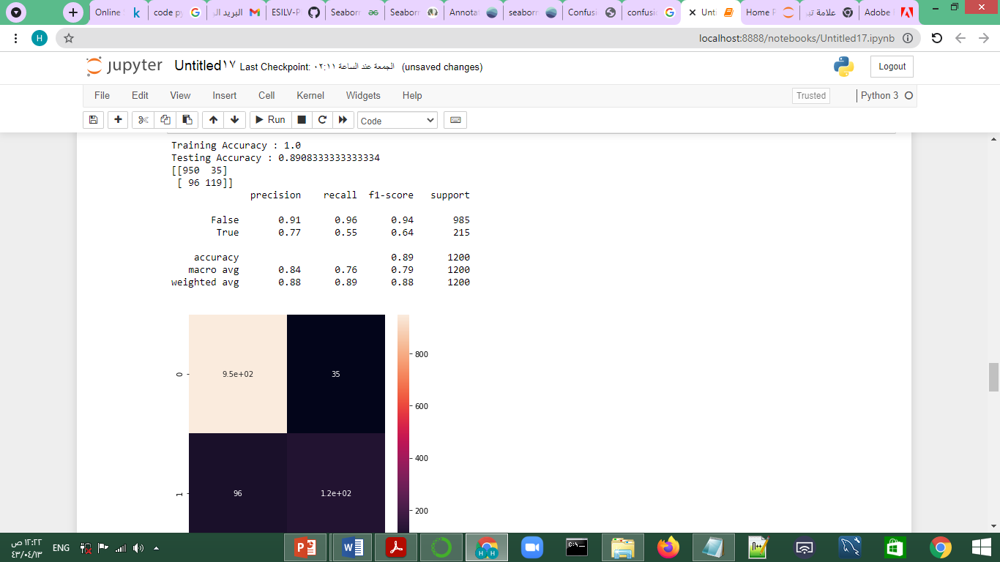 Online
code py
البريد ال
ESILV-P
Seaborn
Seaborn
Annota
seaborn
Confusi
confusi
Unti
Home P
علامة تب
Adobe
H
localhost:8888/notebooks/Untitled17.ipynb
jupyter Untitled١٧ Last Checkpoint: الجمعة عند الساعة ٠٢:١١ (unsaved changes)
Logout
File Edit View Insert Cell Kernel Widgets Help
Trusted Python 3
Run Code
Training Accuracy : 1.0
Testing Accuracy : 0.8908333333333334
[[950  35]
 [ 96 119]]
precision recall f1-score support
False 0.91 0.96 0.94 985
True 0.77 0.55 0.64 215
accuracy 0.89 1200
macro avg 0.84 0.76 0.79 1200
weighted avg 0.88 0.89 0.88 1200
800
0 9.5e+02 35
600
400
1 96 1.2e+02
200
١٢:٢٢ ص
ENG
٤٣/٠٤/١٣